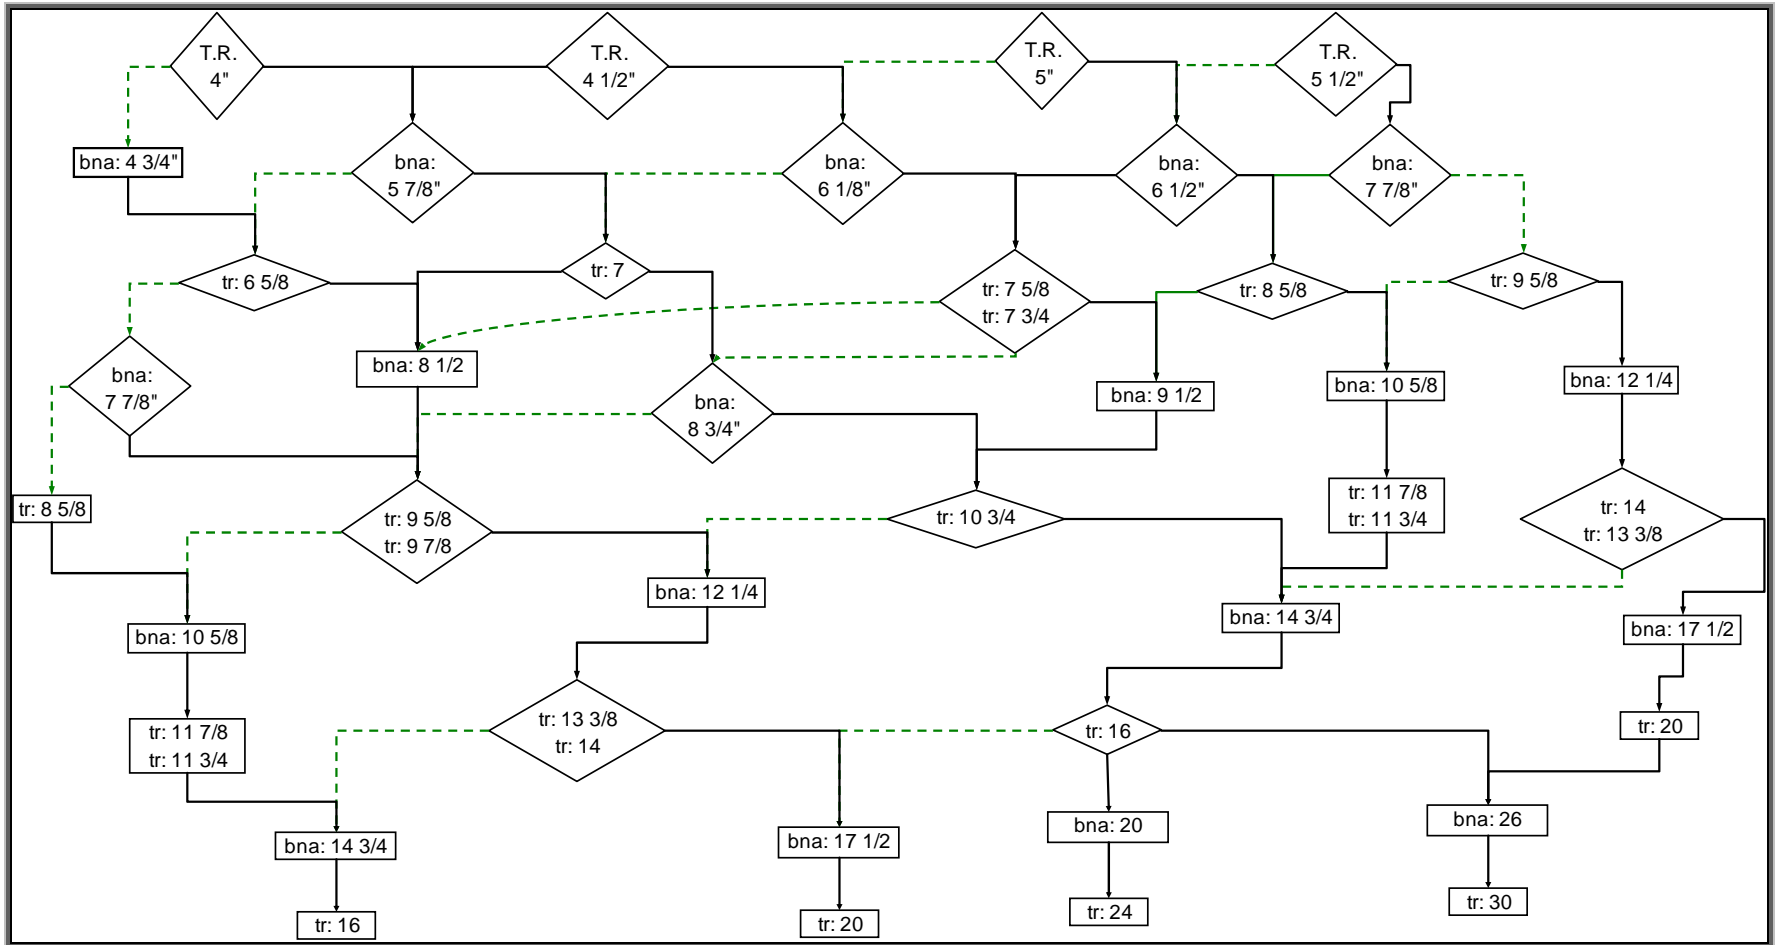 T.R.
4"
T.R.
4 1/2"
T.R.
5"
T.R.
5 1/2"
bna: 4 3/4"
bna:
5 7/8"
bna:
6 1/8"
bna:
6 1/2"
bna:
7 7/8"
tr: 6 5/8
tr: 7
tr: 7 5/8
tr: 7 3/4
tr: 8 5/8
tr: 9 5/8
bna:
7 7/8"
bna: 8 1/2
bna:
8 3/4"
bna: 9 1/2
bna: 10 5/8
bna: 12 1/4
tr: 8 5/8
tr: 9 5/8
tr: 9 7/8
tr: 10 3/4
tr: 11 7/8
tr: 11 3/4
tr: 14
tr: 13 3/8
bna: 10 5/8
bna: 12 1/4
bna: 14 3/4
bna: 17 1/2
tr: 11 7/8
tr: 11 3/4
tr: 13 3/8
tr: 14
tr: 16
tr: 20
bna: 14 3/4
bna: 17 1/2
bna: 20
bna: 26
tr: 16
tr: 20
tr: 24
tr: 30